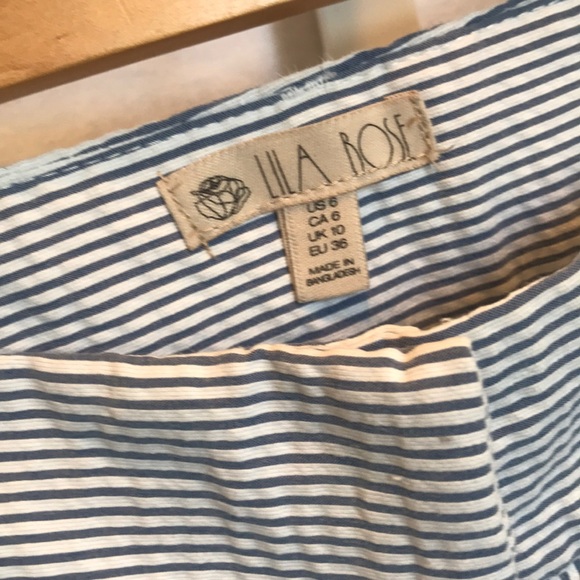 LILA ROSE
US 6
CA 6
UK 10
EU 36
MADE IN
BANGLADESH